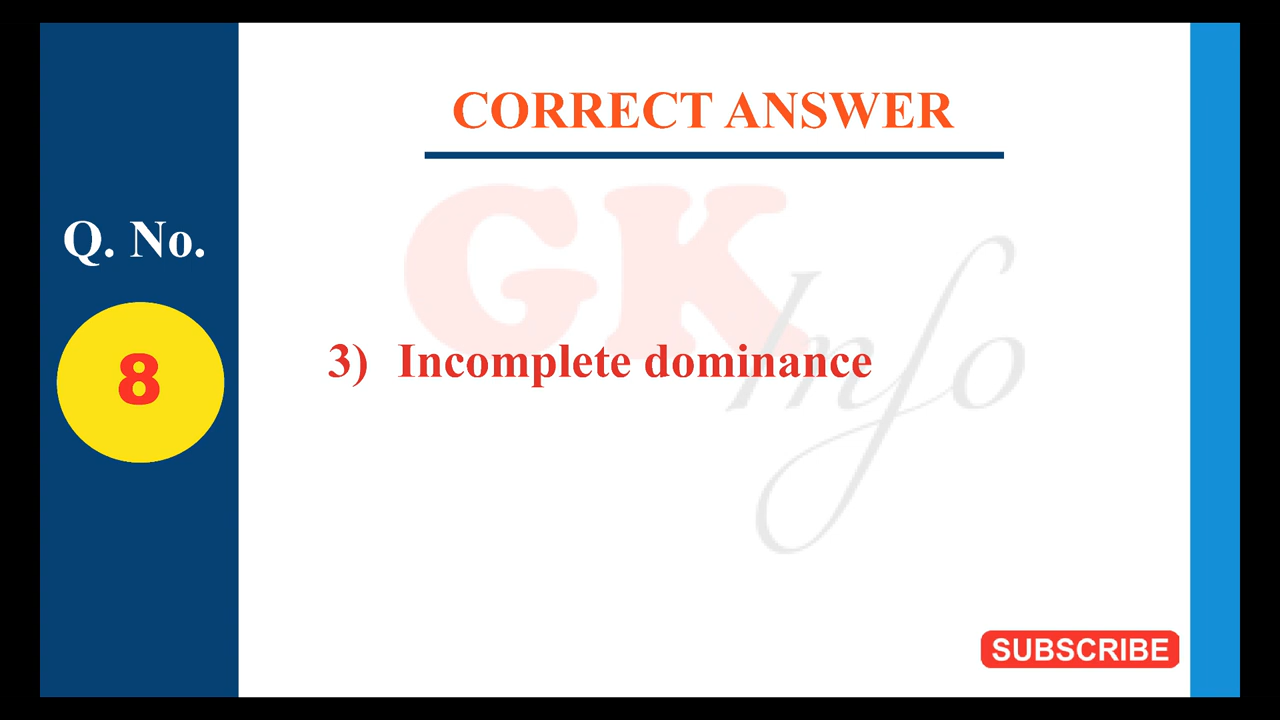 CORRECT ANSWER
Q. No.
8
GK
Info
3) Incomplete dominance
SUBSCRIBE